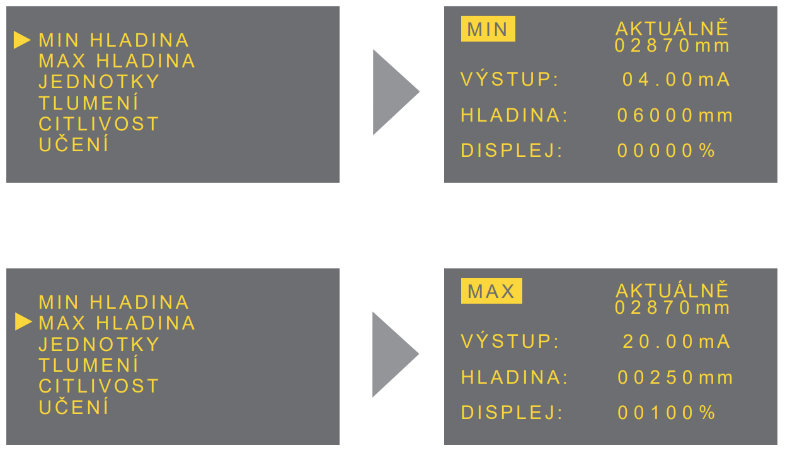 MIN HLADINA
MAX HLADINA
JEDNOTKY
TLUMENÍ
CITLIVOST
UČENÍ
MIN AKTUÁLNĚ
02870mm
VÝSTUP: 04.00mA
HLADINA: 06000mm
DISPLEJ: 00000%
MIN HLADINA
MAX HLADINA
JEDNOTKY
TLUMENÍ
CITLIVOST
UČENÍ
MAX AKTUÁLNĚ
02870mm
VÝSTUP: 20.00mA
HLADINA: 00250mm
DISPLEJ: 00100%